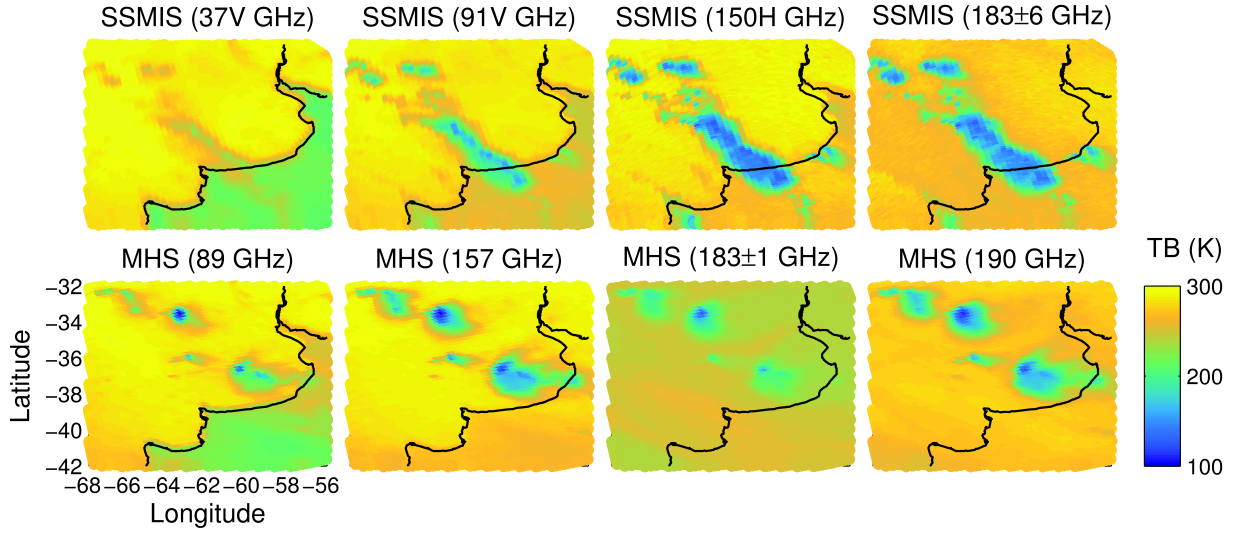 SSMIS (37V GHz) SSMIS (91V GHz) SSMIS (150H GHz) SSMIS (183±6 GHz)
MHS (89 GHz) MHS (157 GHz) MHS (183±1 GHz) MHS (190 GHz)
TB (K)
300
200
100
Latitude
−32
−34
−36
−38
−40
−42
−68 −66 −64 −62 −60 −58 −56
Longitude